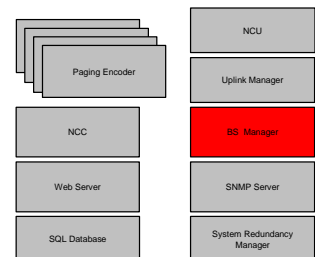 Paging Encoder
NCC
Web Server
SQL Database
NCU
Uplink Manager
BS Manager
SNMP Server
System Redundancy
Manager